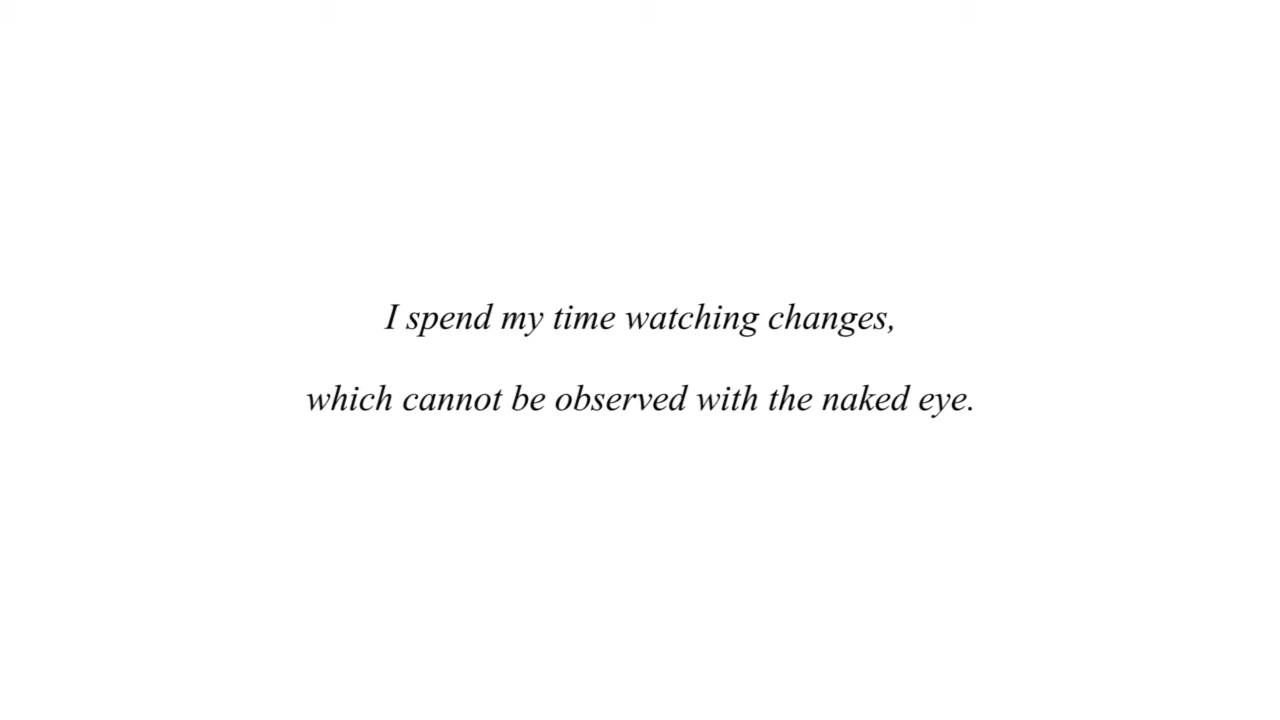 I spend my time watching changes,
which cannot be observed with the naked eye.